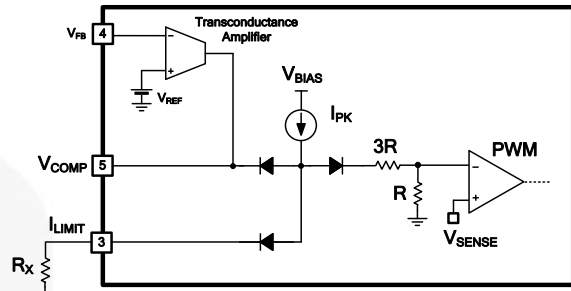 Transconductance
Amplifier
VFB 4
−
+
VREF
VBIAS
IPK
3R
PWM
VCOMP 5
R
−
+
ILIMIT
3
VSENSE
RX